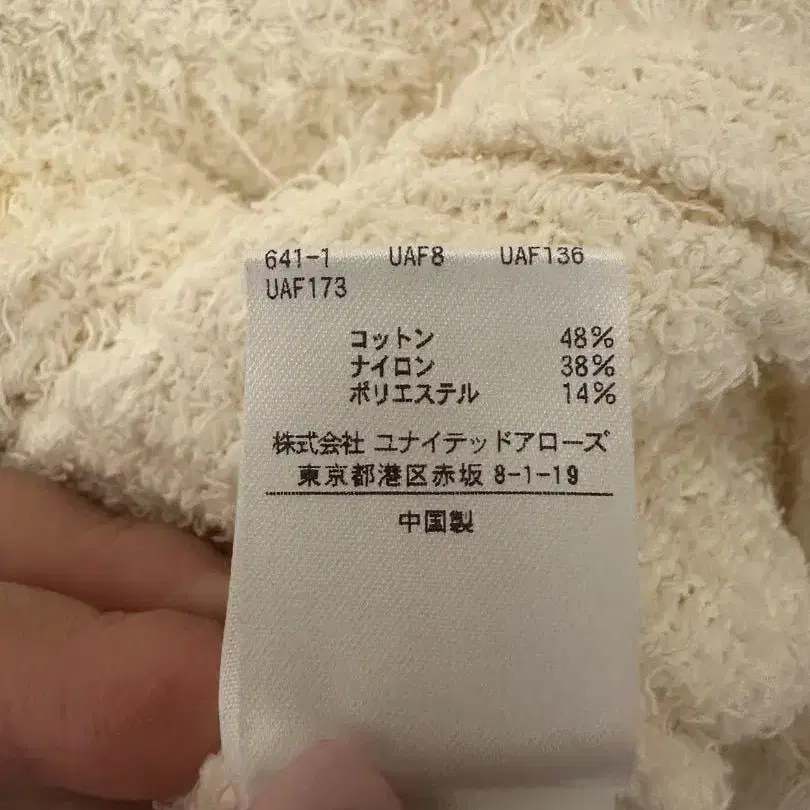 641-1 UAF8 UAF136
UAF173
コットン 48%
ナイロン 38%
ポリエステル 14%
株式会社 ユナイテッドアローズ
東京都港区赤坂 8-1-19
中国製